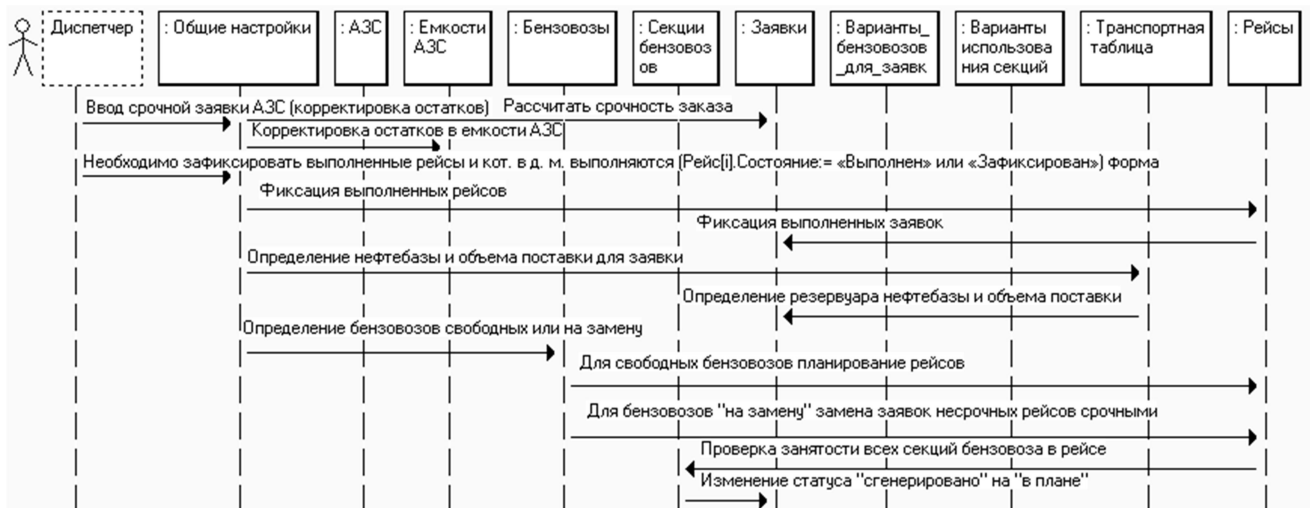 Диспетчер
: Общие настройки
: АЗС
: Емкости
АЗС
: Бензовозы
: Секции
бензовоз
ов
: Заявки
: Варианты_
бензовозов
_для_заявк
: Варианты
использова
ния секций
: Транспортная
таблица
: Рейсы
Ввод срочной заявки АЗС (корректировка остатков)
Рассчитать срочность заказа
Корректировка остатков в емкости АЗС
Необходимо зафиксировать выполненные рейсы и кот. в д. м. выполняются (Рейс[i].Состояние:= «Выполнен» или «Зафиксирован») форма
Фиксация выполненных рейсов
Фиксация выполненных заявок
Определение нефтебазы и объема поставки для заявки
Определение резервуара нефтебазы и объема поставки
Определение бензовозов свободных или на замену
Для свободных бензовозов планирование рейсов
Для бензовозов "на замену" замена заявок несрочных рейсов срочными
Проверка занятости всех секций бензовоза в рейсе
Изменение статуса "сгенерировано" на "в плане"